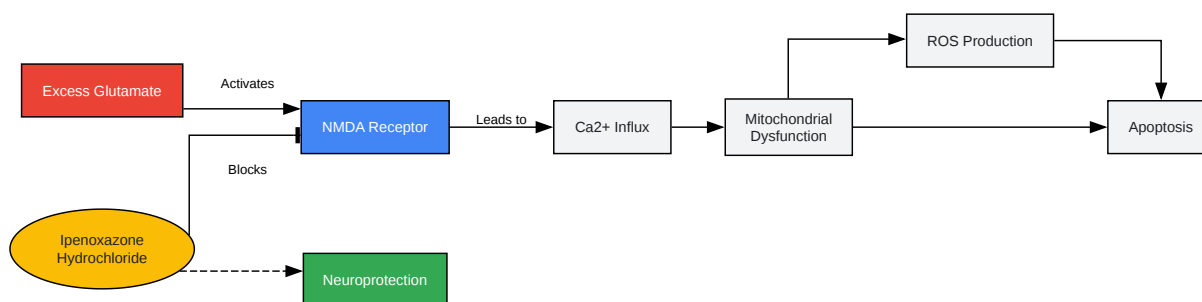 ROS Production
Excess Glutamate
Activates
NMDA Receptor
Leads to
Ca2+ Influx
Mitochondrial
Dysfunction
Apoptosis
Blocks
Ipenoxazone
Hydrochloride
Neuroprotection